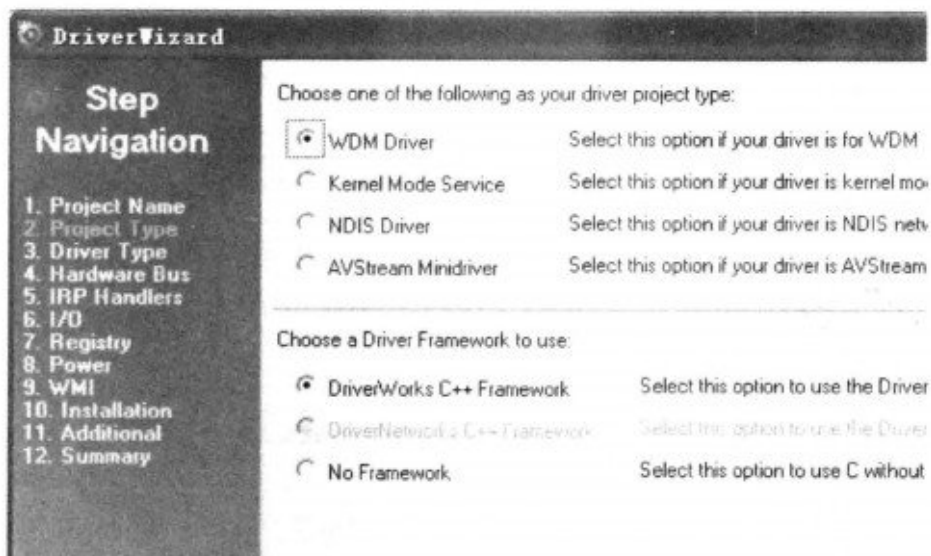 DriverWizard
Step
Navigation
1. Project Name
2. Project Type
3. Driver Type
4. Hardware Bus
5. IRP Handlers
6. I/O
7. Registry
8. Power
9. WMI
10. Installation
11. Additional
12. Summary
Choose one of the following as your driver project type:
WDM Driver Select this option if your driver is for WDM
Kernel Mode Service Select this option if your driver is kernel mo
NDIS Driver Select this option if your driver is NDIS netw
AVStream Minidriver Select this option if your driver is AVStream
Choose a Driver Framework to use:
DriverWorks C++ Framework Select this option to use the Driver
DriverNetworks C++ Framework Select this option to use the Driver
No Framework Select this option to use C without